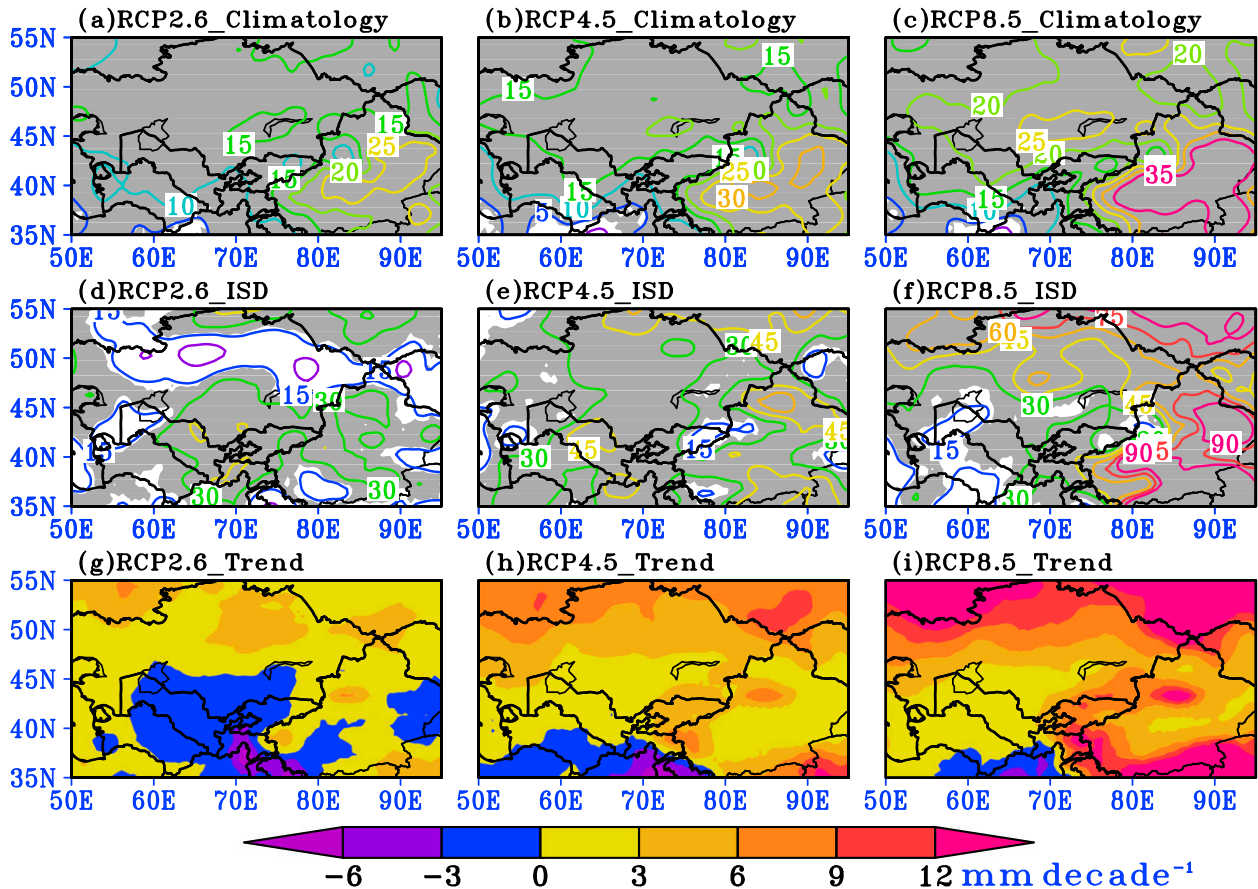 (a)RCP2.6_Climatology (b)RCP4.5_Climatology (c)RCP8.5_Climatology
55N
50N
45N
40N
35N
15
15
25
20
15
10
15
15
25
30
15
10
5
20
20
25
20
35
15
50E 60E 70E 80E 90E 50E 60E 70E 80E 90E 50E 60E 70E 80E 90E
(d)RCP2.6_ISD (e)RCP4.5_ISD (f)RCP8.5_ISD
55N
50N
45N
40N
35N
15
15
30
15
30
30
45
45
15
30
45
60
75
30
45
15
90
90
30
50E 60E 70E 80E 90E 50E 60E 70E 80E 90E 50E 60E 70E 80E 90E
(g)RCP2.6_Trend (h)RCP4.5_Trend (i)RCP8.5_Trend
55N
50N
45N
40N
35N
50E 60E 70E 80E 90E 50E 60E 70E 80E 90E 50E 60E 70E 80E 90E
−6 −3 0 3 6 9 12 mm decade⁻¹